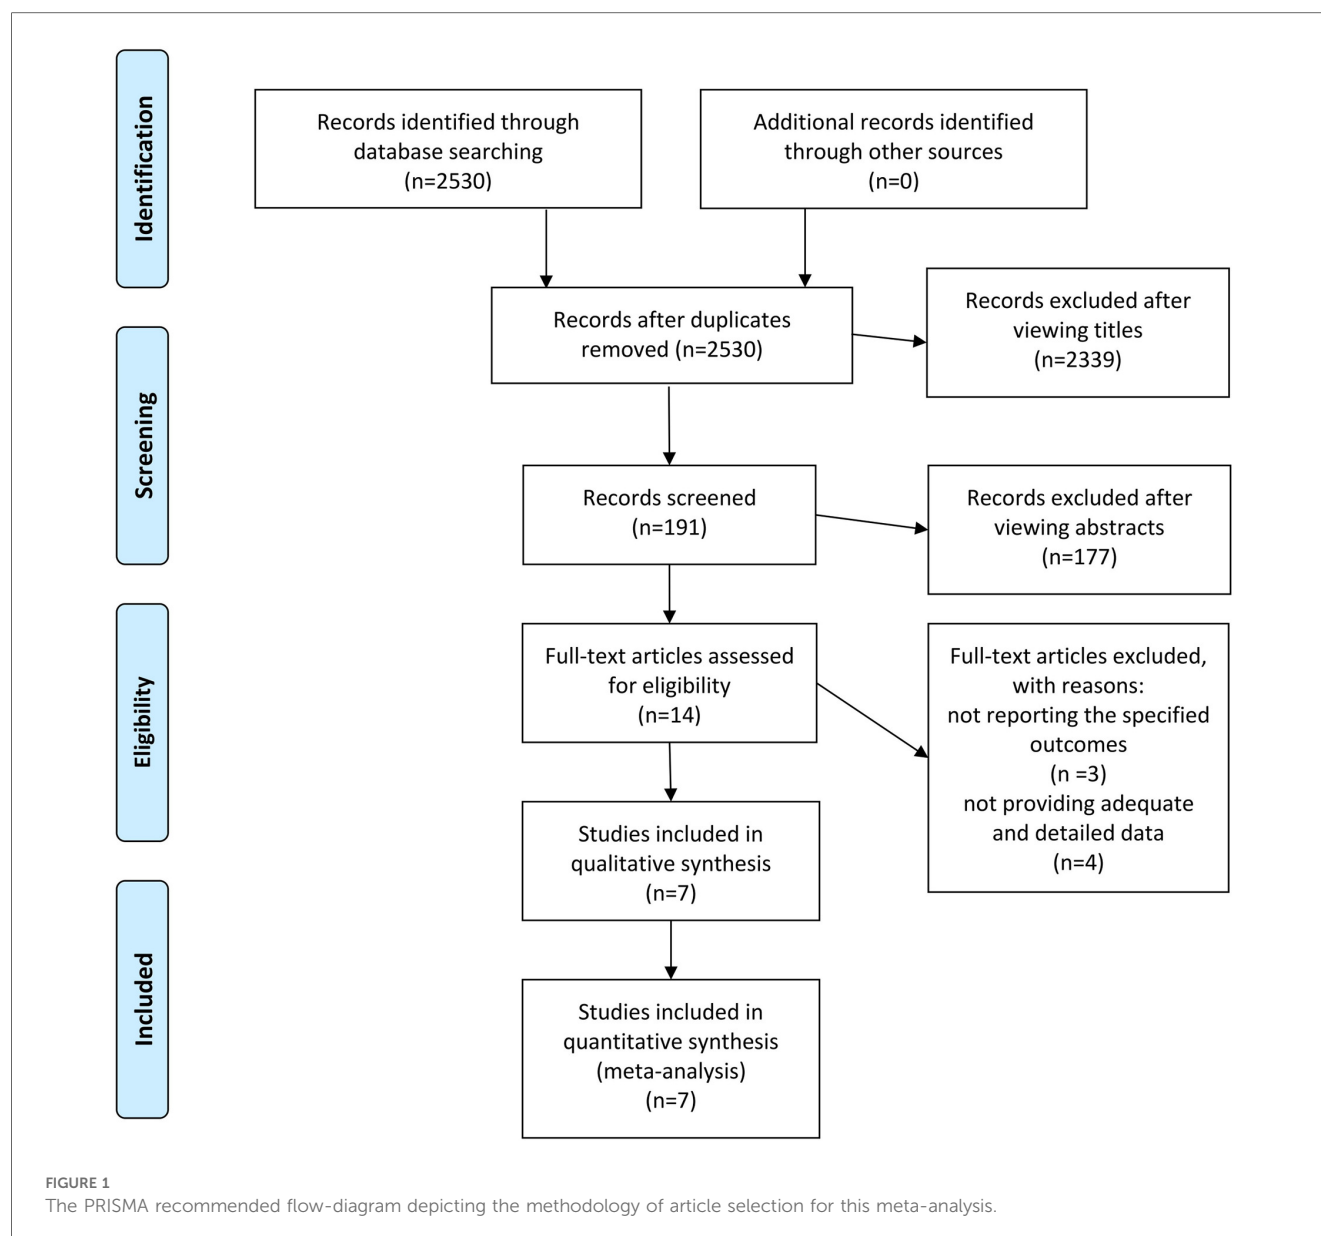 Identification
Records identified through
database searching
(n=2530)
Additional records identified
through other sources
(n=0)
Records after duplicates
removed (n=2530)
Records excluded after
viewing titles
(n=2339)
Screening
Records screened
(n=191)
Records excluded after
viewing abstracts
(n=177)
Eligibility
Full-text articles assessed
for eligibility
(n=14)
Full-text articles excluded,
with reasons:
not reporting the specified
outcomes
(n =3)
not providing adequate
and detailed data
(n=4)
Studies included in
qualitative synthesis
(n=7)
Included
Studies included in
quantitative synthesis
(meta-analysis)
(n=7)
FIGURE 1
The PRISMA recommended flow-diagram depicting the methodology of article selection for this meta-analysis.